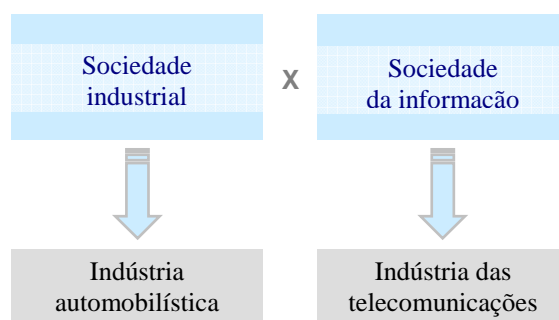 Sociedade
industrial
X
Sociedade
da informacão
Indústria
automobilística
Indústria das
telecomunicações